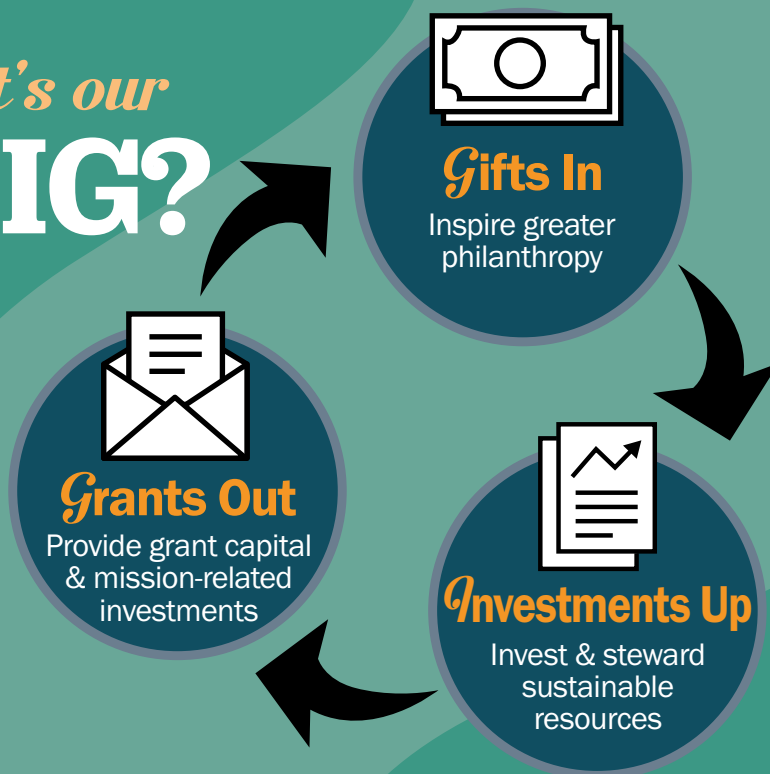 t's our
IG?
Gifts In
Inspire greater
philanthropy
Grants Out
Provide grant capital
& mission-related
investments
Investments Up
Invest & steward
sustainable
resources